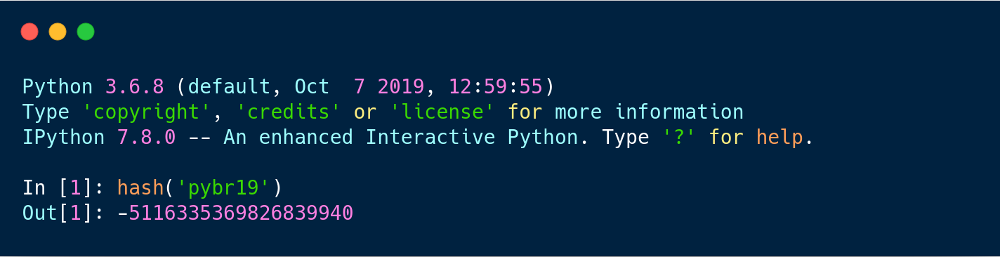 Python 3.6.8 (default, Oct  7 2019, 12:59:55)
Type 'copyright', 'credits' or 'license' for more information
IPython 7.8.0 -- An enhanced Interactive Python. Type '?' for help.
In [1]: hash('pybr19')
Out[1]: -5116335369826839940